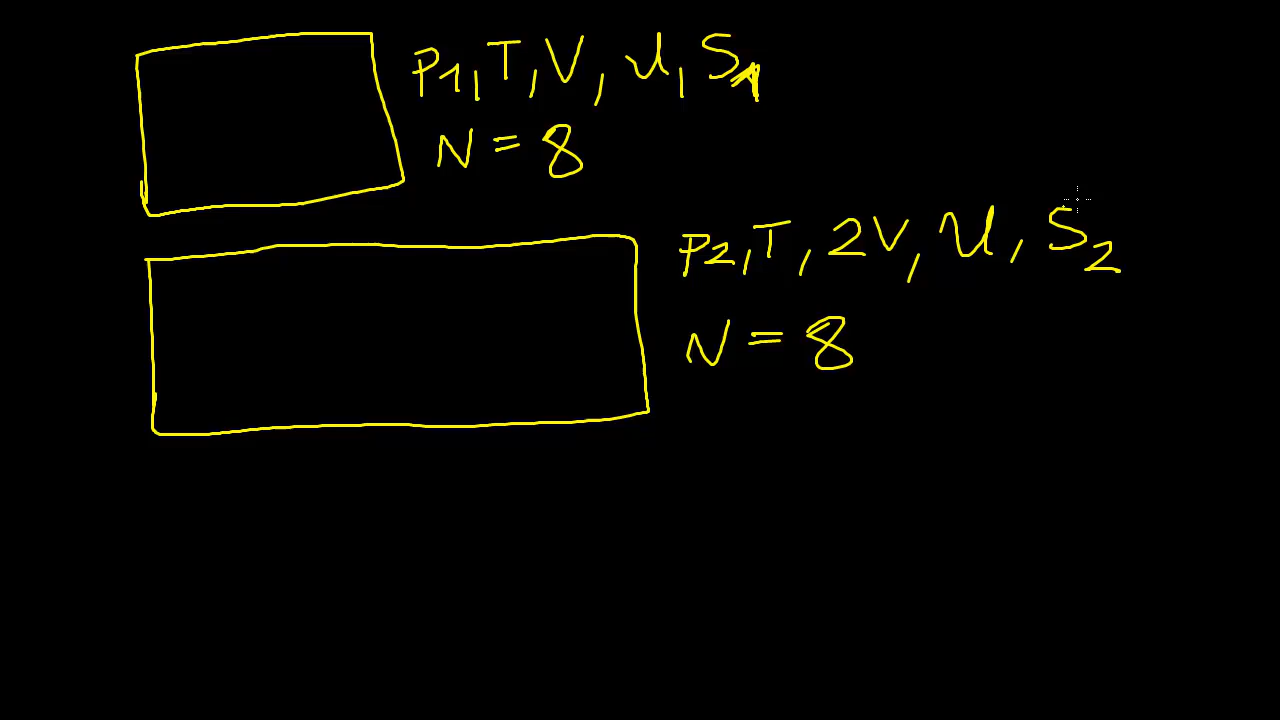 P1, T, V, U, S1
N = 8
P2, T, 2V, U, S2
N = 8